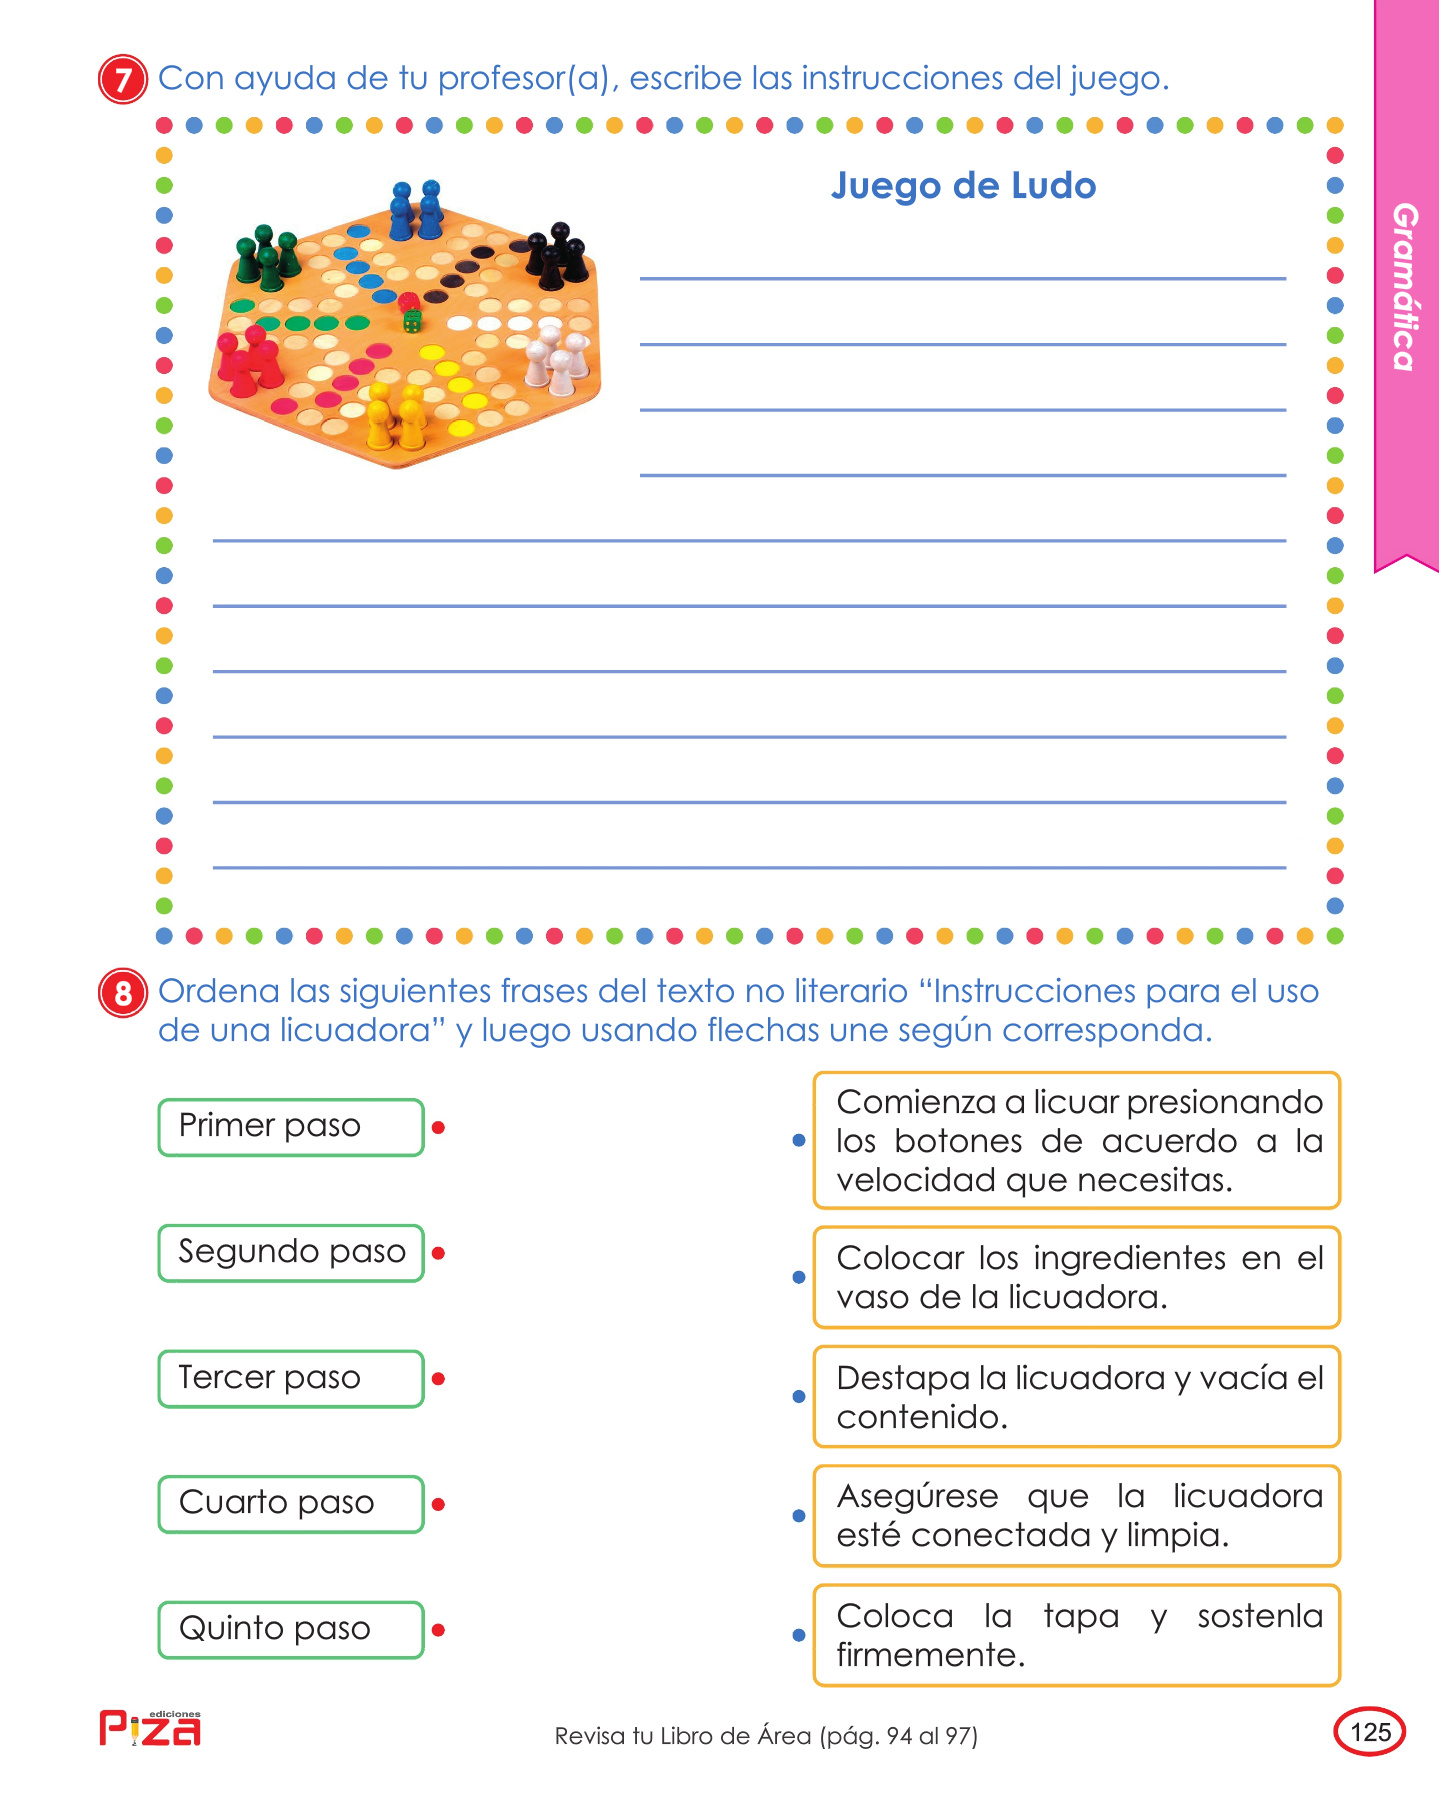 7 Con ayuda de tu profesor(a), escribe las instrucciones del juego.
Juego de Ludo
Gramática
8 Ordena las siguientes frases del texto no literario “Instrucciones para el uso
de una licuadora” y luego usando flechas une según corresponda.
Primer paso
Segundo paso
Tercer paso
Cuarto paso
Quinto paso
Comienza a licuar presionando
los botones de acuerdo a la
velocidad que necesitas.
Colocar los ingredientes en el
vaso de la licuadora.
Destapa la licuadora y vacía el
contenido.
Asegúrese que la licuadora
esté conectada y limpia.
Coloca la tapa y sostenla
firmemente.
ediciones
Piza
Revisa tu Libro de Área (pág. 94 al 97)
125